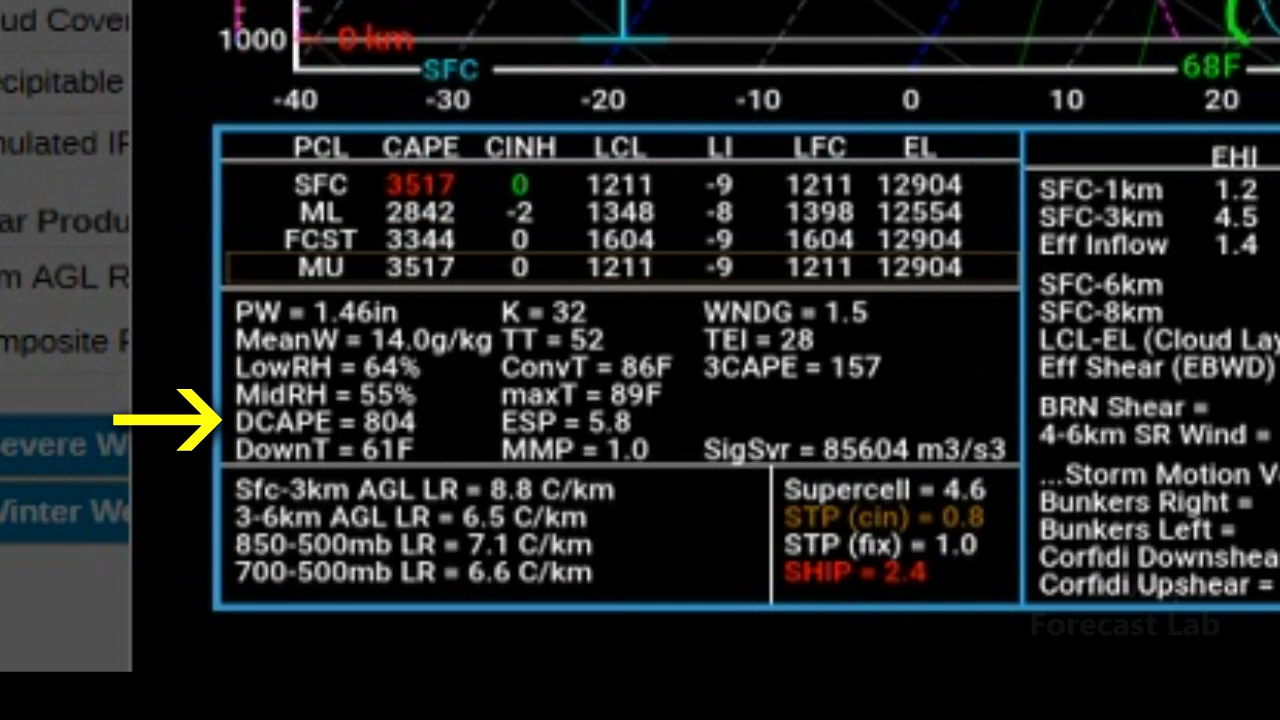 ud Cover
cipitable
nulated IR
ar Produ
m AGL R
mposite R
evere W
Winter We
1000 0 km
SFC 68F
-40 -30 -20 -10 0 10 20
PCL CAPE CINH LCL LI LFC EL
SFC 3517 0 1211 -9 1211 12904
ML 2842 -2 1348 -8 1398 12554
FCST 3344 0 1604 -9 1604 12904
MU 3517 0 1211 -9 1211 12904
PW = 1.46in K = 32 WNDG = 1.5
MeanW = 14.0g/kg TT = 52 TEI = 28
LowRH = 64% ConvT = 86F 3CAPE = 157
MidRH = 55% maxT = 89F
DCAPE = 804 ESP = 5.8
DownT = 61F MMP = 1.0 SigSvr = 85604 m3/s3
Sfc-3km AGL LR = 8.8 C/km
3-6km AGL LR = 6.5 C/km
850-500mb LR = 7.1 C/km
700-500mb LR = 6.6 C/km
Supercell = 4.6
STP (cin) = 0.8
STP (fix) = 1.0
SHIP = 2.4
EHI
SFC-1km 1.2
SFC-3km 4.5
Eff Inflow 1.4
SFC-6km
SFC-8km
LCL-EL (Cloud Lay
Eff Shear (EBWD)
BRN Shear =
4-6km SR Wind =
...Storm Motion V
Bunkers Right =
Bunkers Left =
Corfidi Downshea
Corfidi Upshear =
Forecast Lab